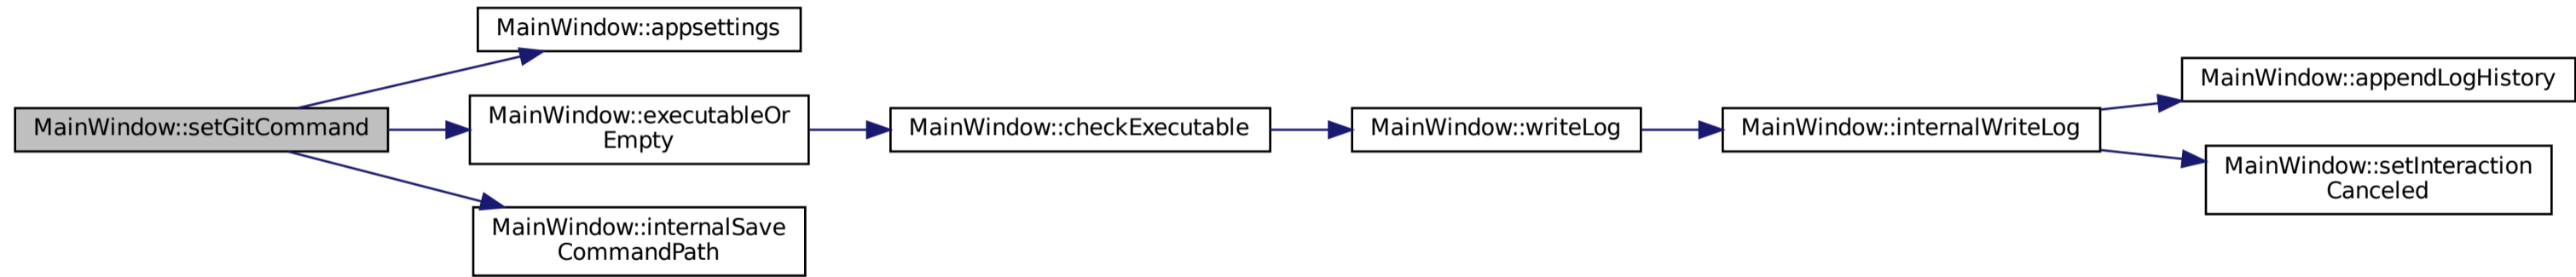 MainWindow::setGitCommand
MainWindow::appsettings
MainWindow::executableOr
Empty
MainWindow::internalSave
CommandPath
MainWindow::checkExecutable
MainWindow::writeLog
MainWindow::internalWriteLog
MainWindow::appendLogHistory
MainWindow::setInteraction
Canceled